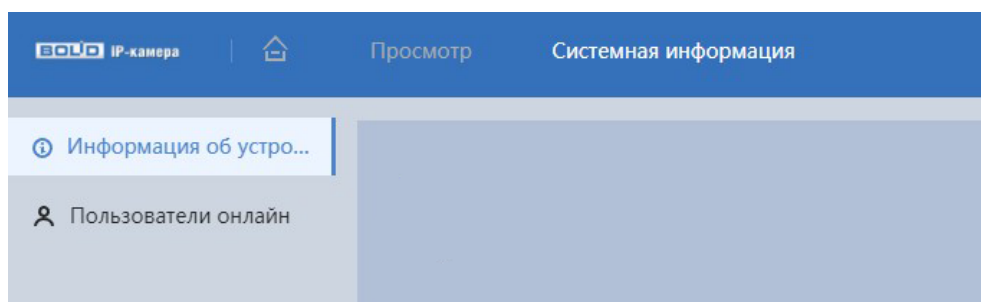 BOLID IP-камера Просмотр Системная информация
Информация об устро...
Пользователи онлайн